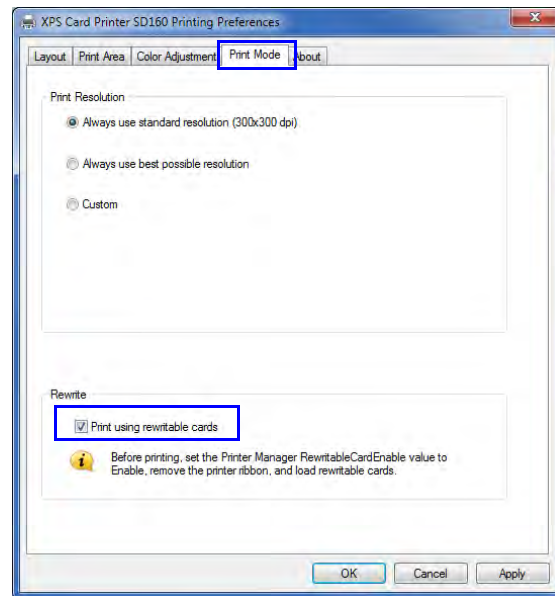 XPS Card Printer SD160 Printing Preferences
Layout Print Area Color Adjustment Print Mode About
Print Resolution
Always use standard resolution (300x300 dpi)
Always use best possible resolution
Custom
Rewrite
Print using rewritable cards
Before printing, set the Printer Manager RewritableCardEnable value to
Enable, remove the printer ribbon, and load rewritable cards.
OK Cancel Apply